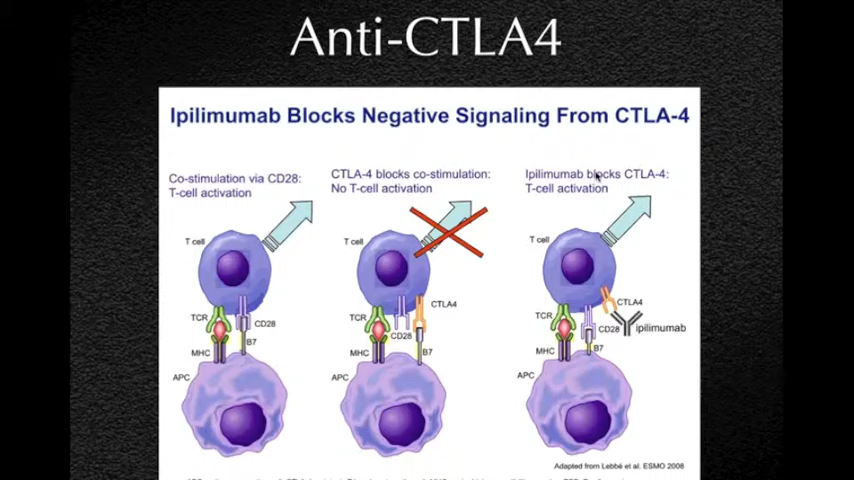 Anti-CTLA4
Ipilimumab Blocks Negative Signaling From CTLA-4
Co-stimulation via CD28:
T-cell activation
CTLA-4 blocks co-stimulation:
No T-cell activation
Ipilimumab blocks CTLA-4:
T-cell activation
T cell
TCR
CD28
B7
MHC
APC
T cell
CTLA4
TCR
CD28
B7
MHC
APC
T cell
CTLA4
TCR
CD28
ipilimumab
B7
MHC
APC
Adapted from Lebbé et al. ESMO 2008